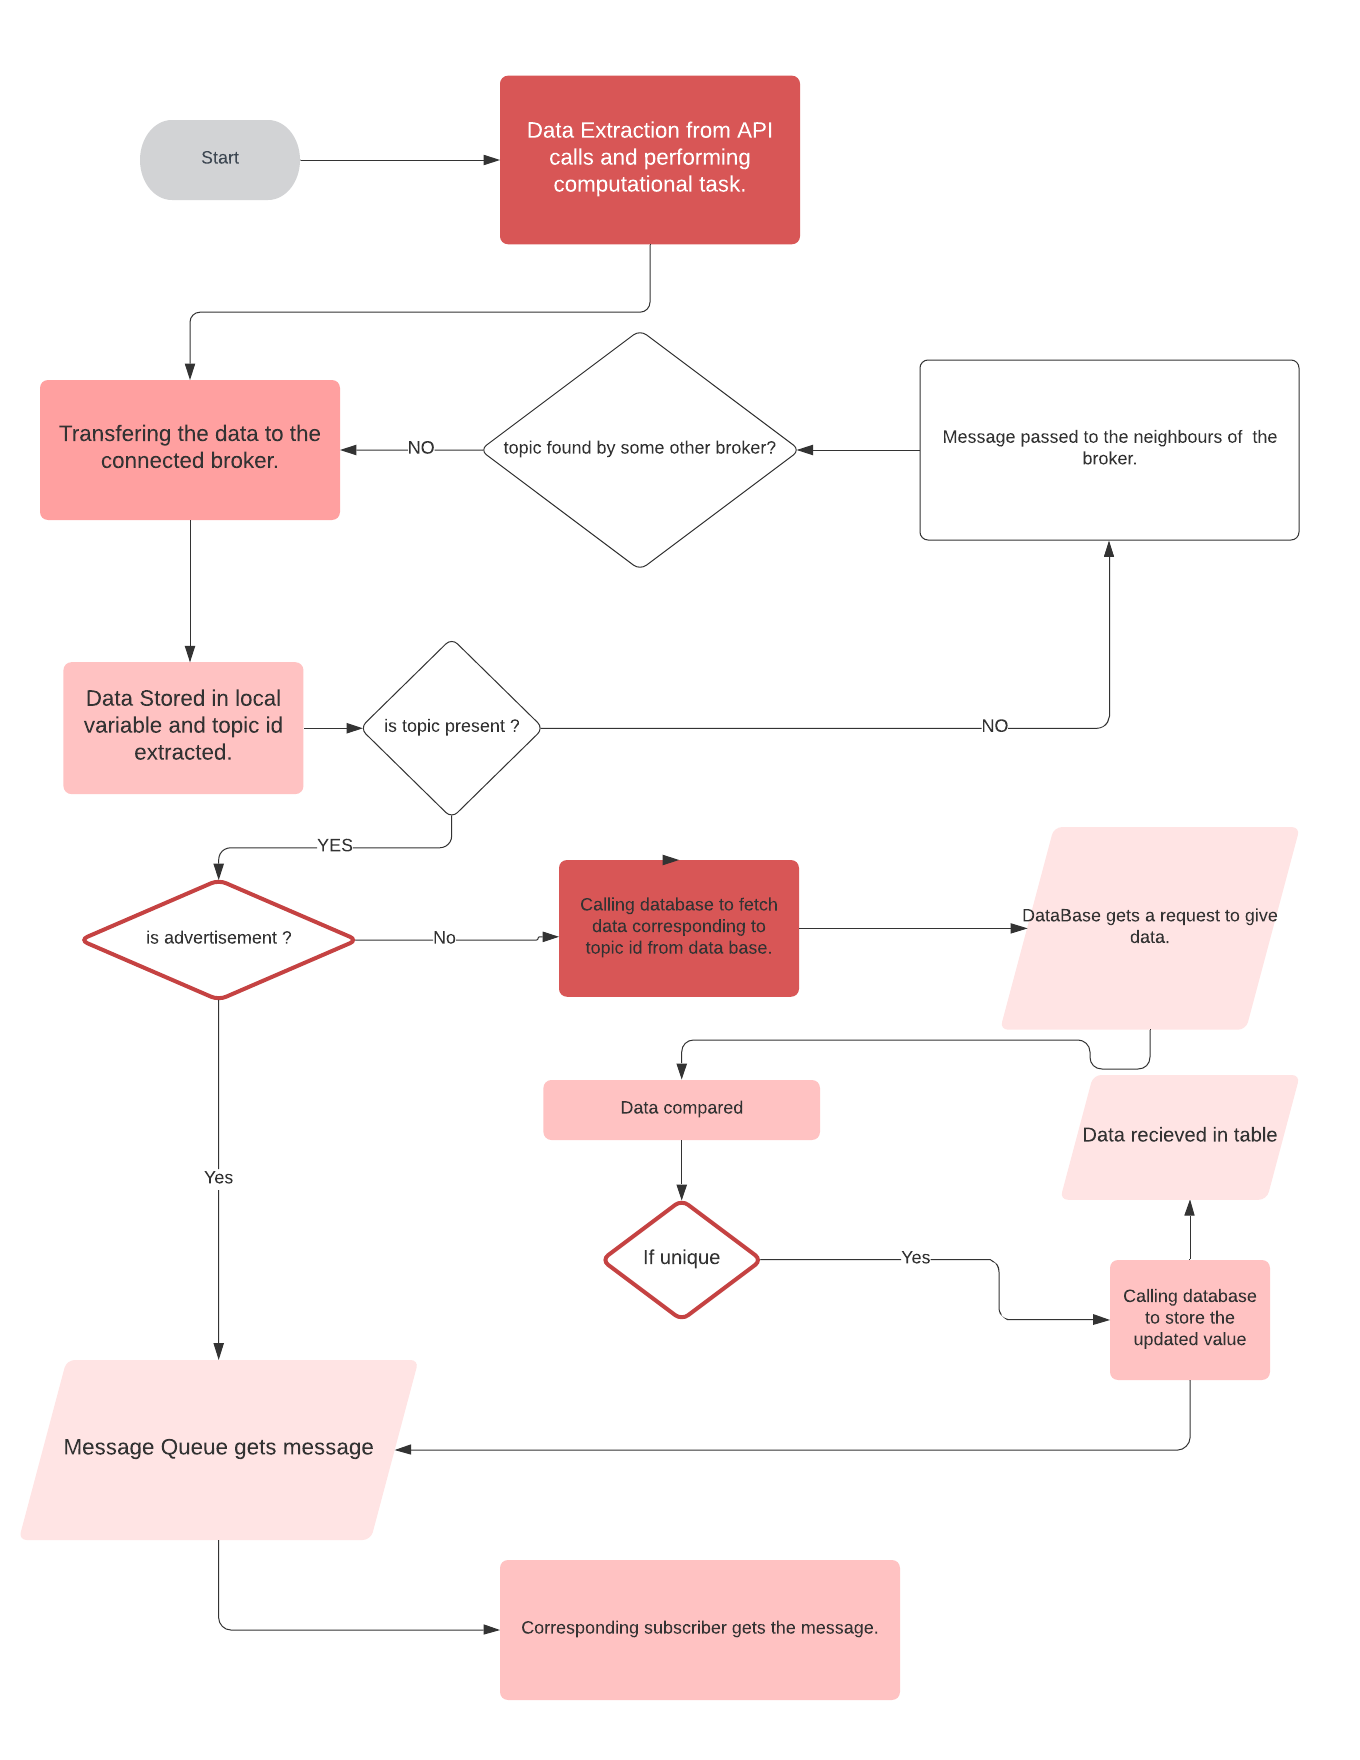 Start
Data Extraction from API
calls and performing
computational task.
Transfering the data to the
connected broker.
NO
topic found by some other broker?
Message passed to the neighbours of  the
broker.
Data Stored in local
variable and topic id
extracted.
is topic present ?
NO
YES
is advertisement ?
No
Calling database to fetch
data corresponding to
topic id from data base.
DataBase gets a request to give
data.
Data compared
Data recieved in table
Yes
If unique
Yes
Calling database
to store the
updated value
Message Queue gets message
Corresponding subscriber gets the message.